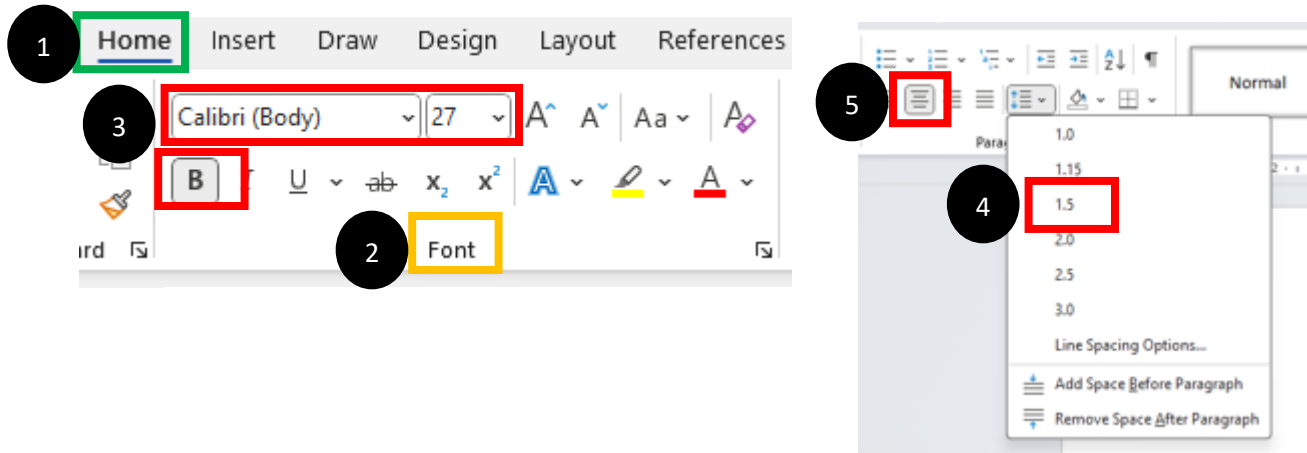 1
Home Insert Draw Design Layout References
3
Calibri (Body) 27 A A Aa A
B U ab x₂ x² A A
2
Font
5
Normal
1.0
1.15
4
1.5
2.0
2.5
3.0
Line Spacing Options...
Add Space Before Paragraph
Remove Space After Paragraph